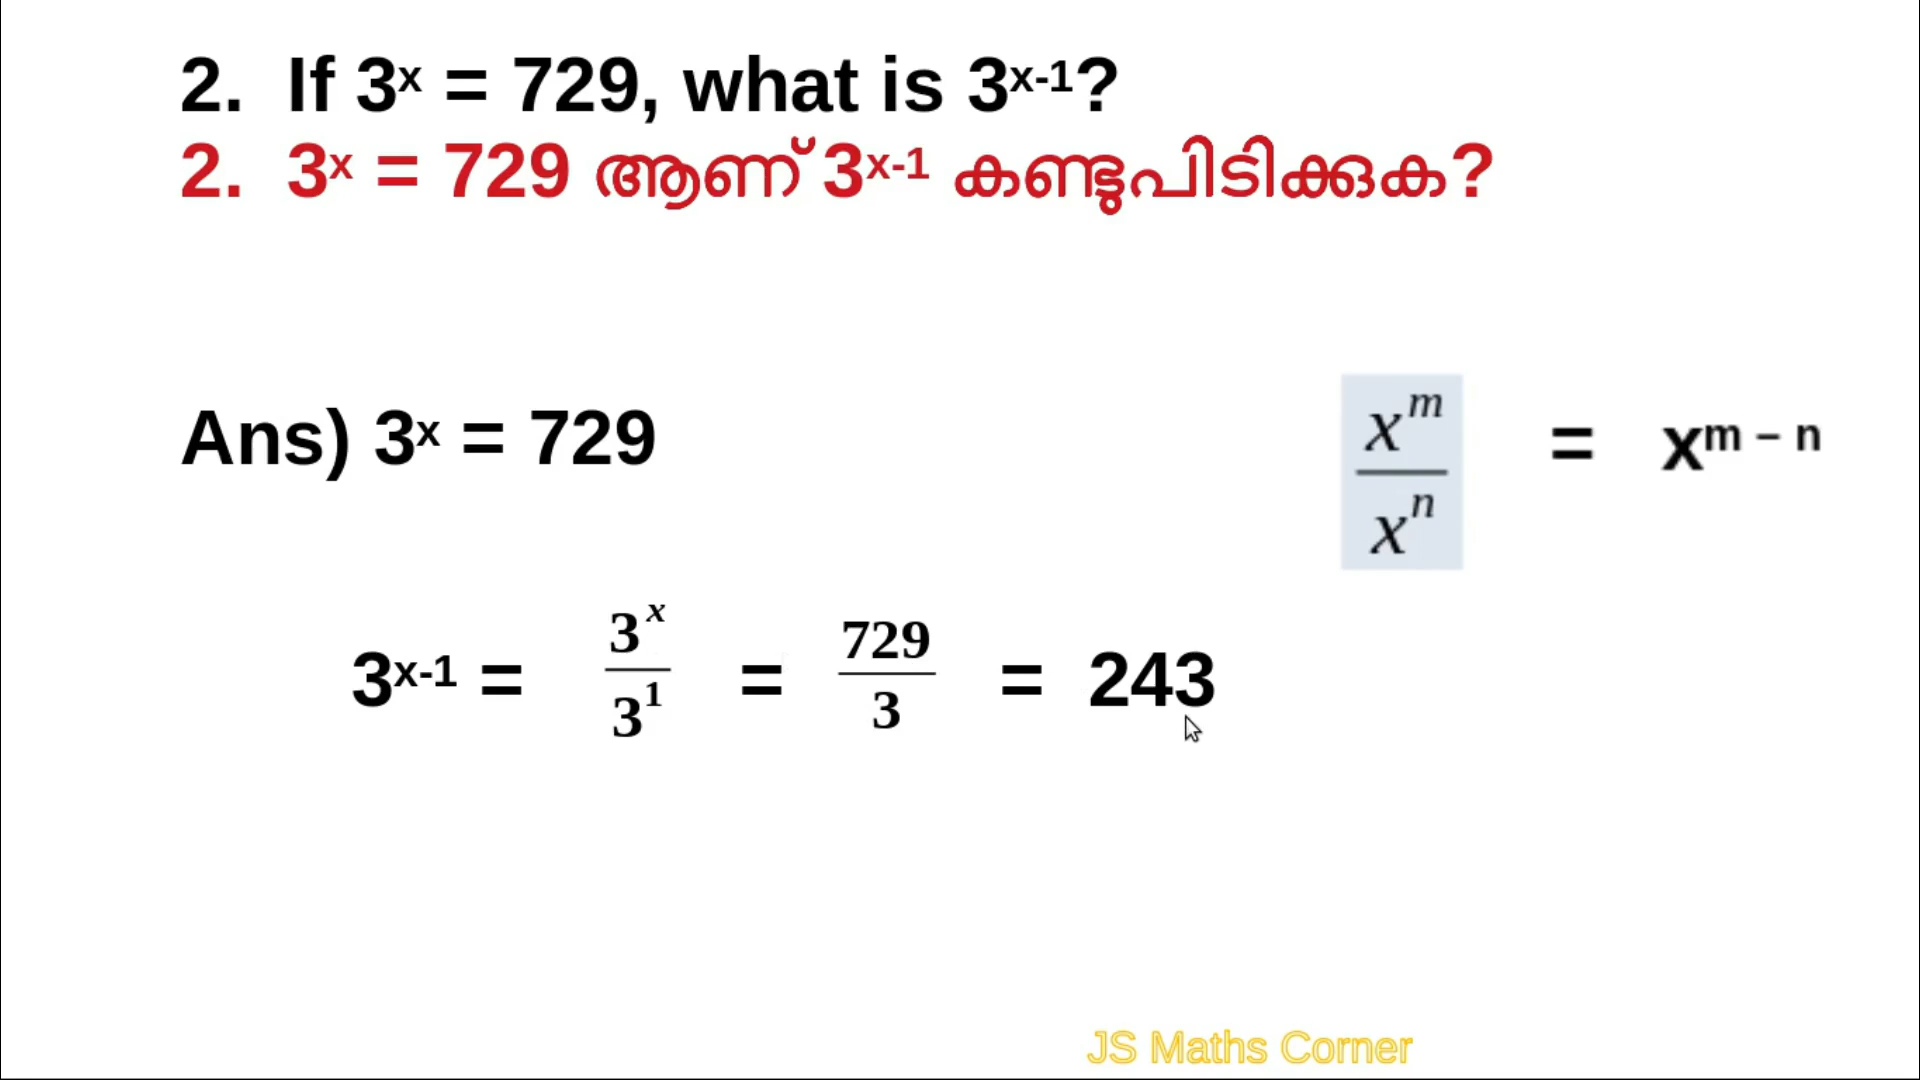 2. If 3ˣ = 729, what is 3ˣ⁻¹?
2. 3ˣ = 729 ആണ് 3ˣ⁻¹ കണ്ടുപിടിക്കുക?
Ans) 3ˣ = 729
xᵐ/xⁿ = xᵐ ⁻ ⁿ
3ˣ⁻¹ = 3ˣ/3¹ = 729/3 = 243
JS Maths Corner